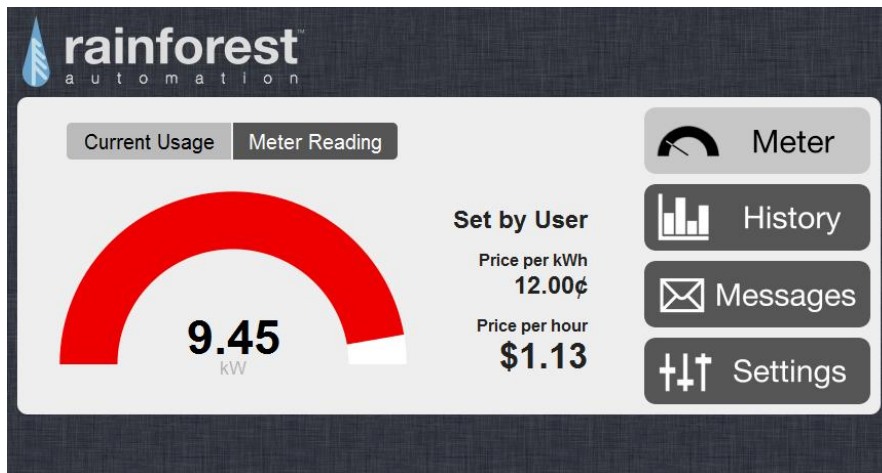 rainforest™
automation
Current Usage
Meter Reading
9.45
kW
Set by User
Price per kWh
12.00¢
Price per hour
$1.13
Meter
History
Messages
Settings